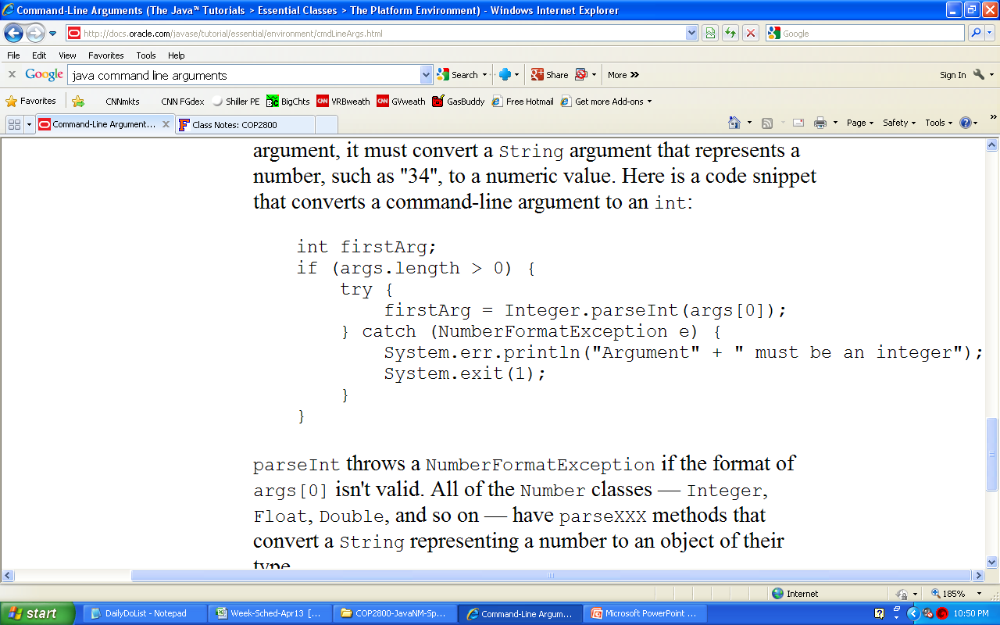 Command-Line Arguments (The Java™ Tutorials > Essential Classes > The Platform Environment) - Windows Internet Explorer
http://docs.oracle.com/javase/tutorial/essential/environment/cmdLineArgs.html
Google
File Edit View Favorites Tools Help
x Google java command line arguments Search Share More » Sign In
Favorites CNNmkts CNN FGdex Shiller PE BigChts VRBweath GVweath GasBuddy Free Hotmail Get more Add-ons
Command-Line Argument... x Class Notes: COP2800 Page Safety Tools »
argument, it must convert a String argument that represents a
number, such as "34", to a numeric value. Here is a code snippet
that converts a command-line argument to an int:
int firstArg;
if (args.length > 0) {
    try {
        firstArg = Integer.parseInt(args[0]);
    } catch (NumberFormatException e) {
        System.err.println("Argument" + " must be an integer");
        System.exit(1);
    }
}
parseInt throws a NumberFormatException if the format of
args[0] isn't valid. All of the Number classes — Integer,
Float, Double, and so on — have parseXXX methods that
convert a String representing a number to an object of their
type
Internet 185%
start DailyDoList - Notepad Week-Sched-Apr13 [... COP2800-JavaNM-Sp... Command-Line Argum... Microsoft PowerPoint ... 10:50 PM